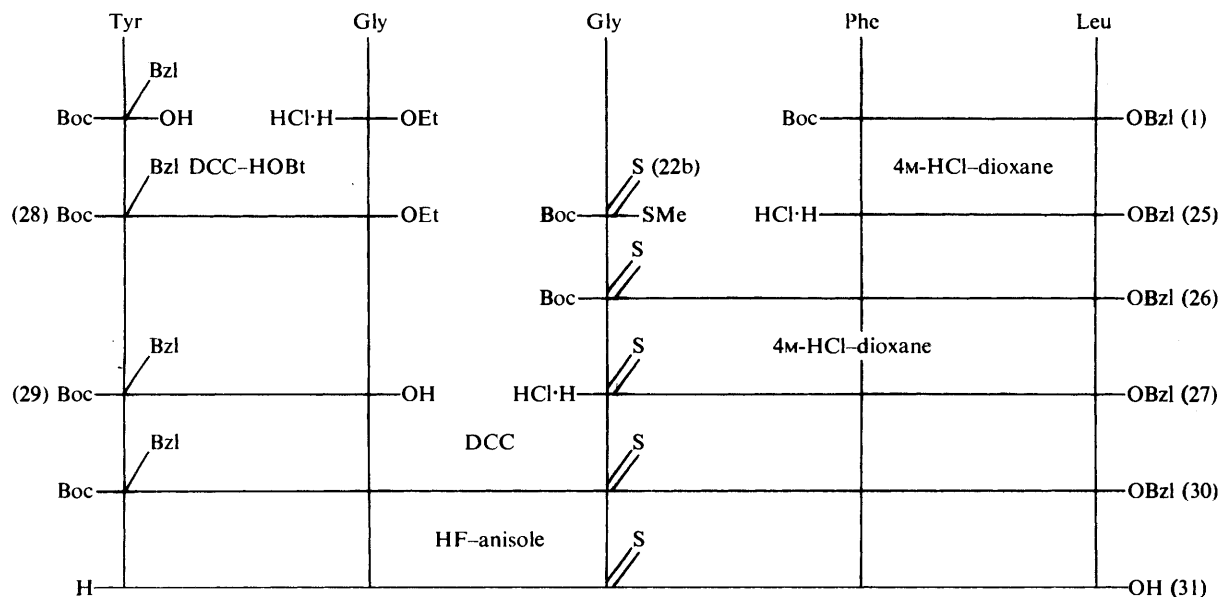 Tyr Gly Gly Phe Leu
Bzl
Boc OH HCl·H OEt Boc OBzl (1)
Bzl DCC–HOBt S (22b) 4M-HCl–dioxane
(28) Boc OEt Boc SMe HCl·H OBzl (25)
S
Boc OBzl (26)
Bzl S 4M-HCl–dioxane
(29) Boc OH HCl·H OBzl (27)
Bzl DCC S
Boc OBzl (30)
HF–anisole S
H OH (31)